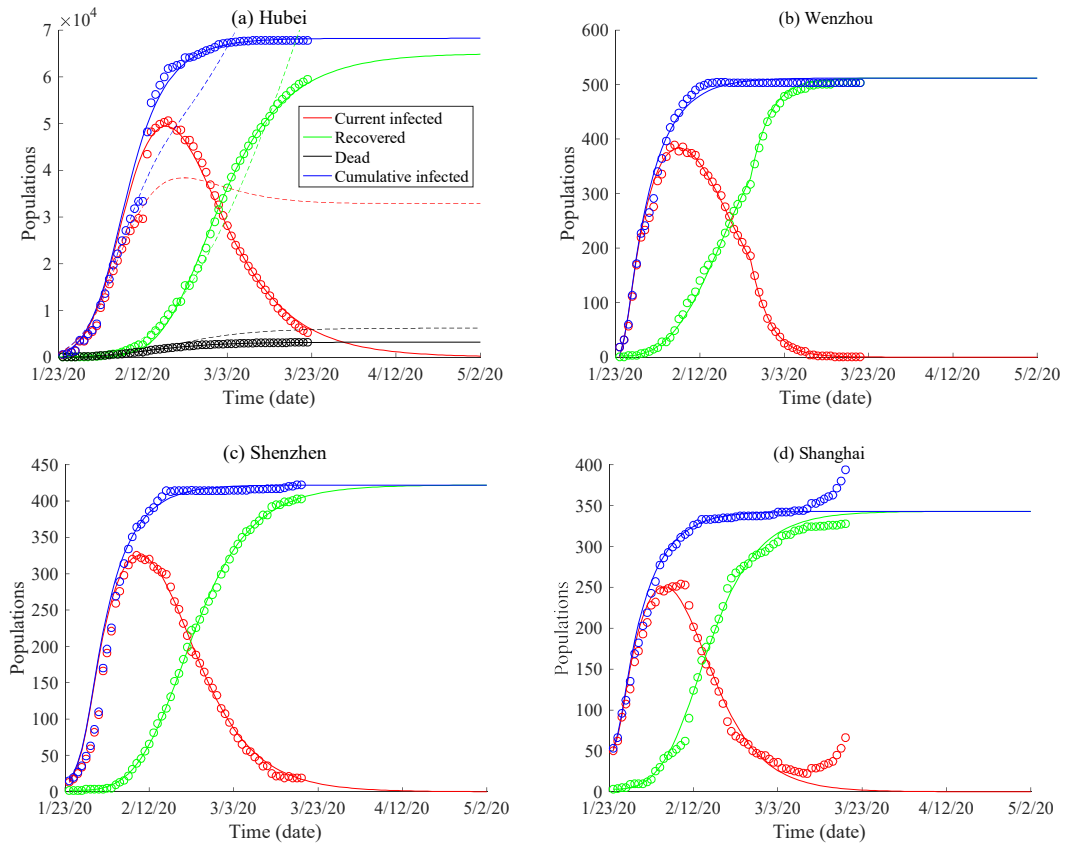 (a) Hubei
×10⁴
7
6
5
4
3
2
1
0
Populations
1/23/20 2/12/20 3/3/20 3/23/20 4/12/20 5/2/20
Time (date)
Current infected
Recovered
Dead
Cumulative infected
(b) Wenzhou
600
500
400
300
200
100
0
Populations
1/23/20 2/12/20 3/3/20 3/23/20 4/12/20 5/2/20
Time (date)
(c) Shenzhen
450
400
350
300
250
200
150
100
50
0
Populations
1/23/20 2/12/20 3/3/20 3/23/20 4/12/20 5/2/20
Time (date)
(d) Shanghai
400
350
300
250
200
150
100
50
0
Populations
1/23/20 2/12/20 3/3/20 3/23/20 4/12/20 5/2/20
Time (date)